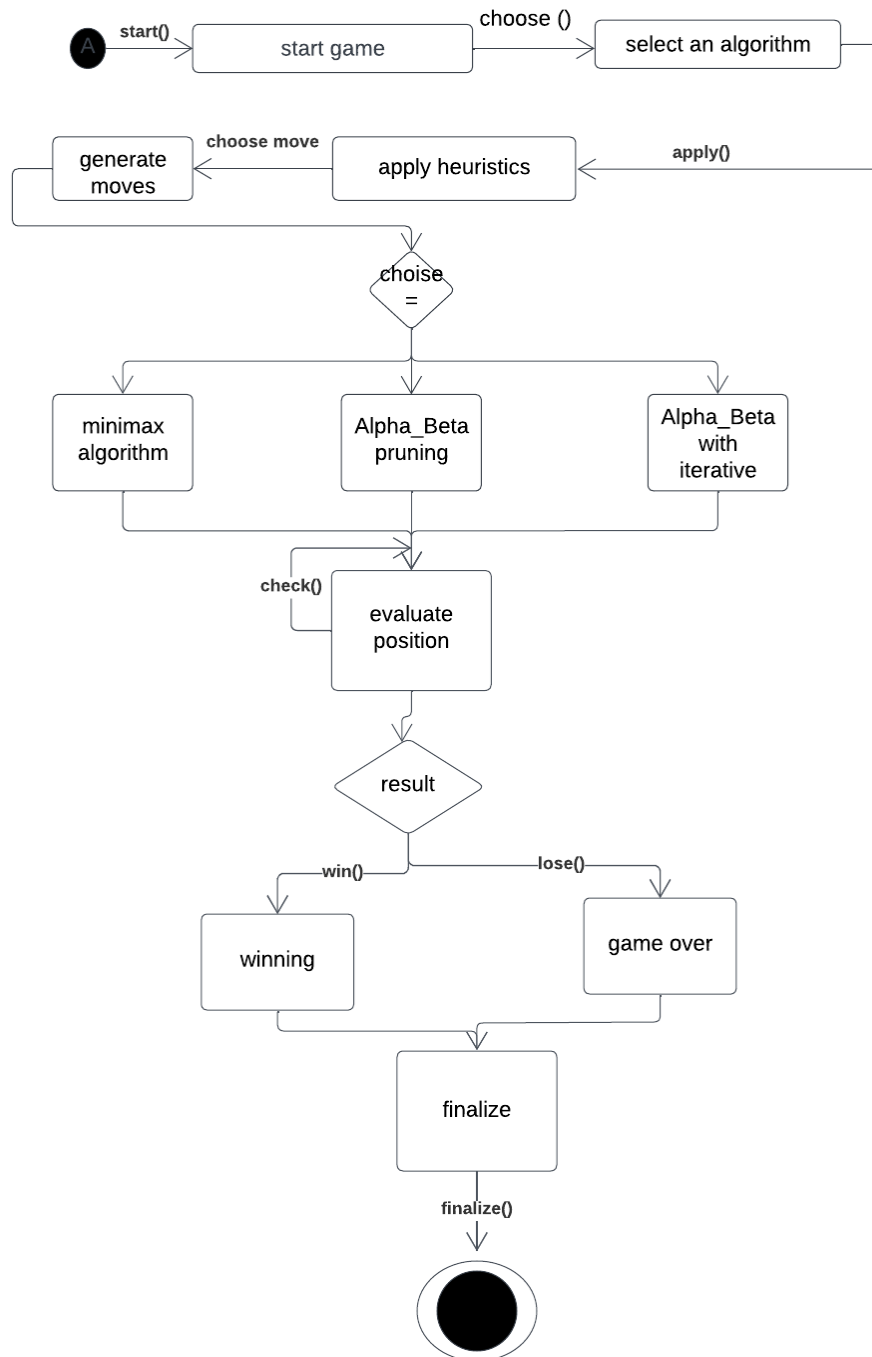 A
start()
start game
choose ()
select an algorithm
apply()
apply heuristics
choose move
generate
moves
choise
=
minimax
algorithm
Alpha_Beta
pruning
Alpha_Beta
with
iterative
check()
evaluate
position
result
win()
lose()
winning
game over
finalize
finalize()